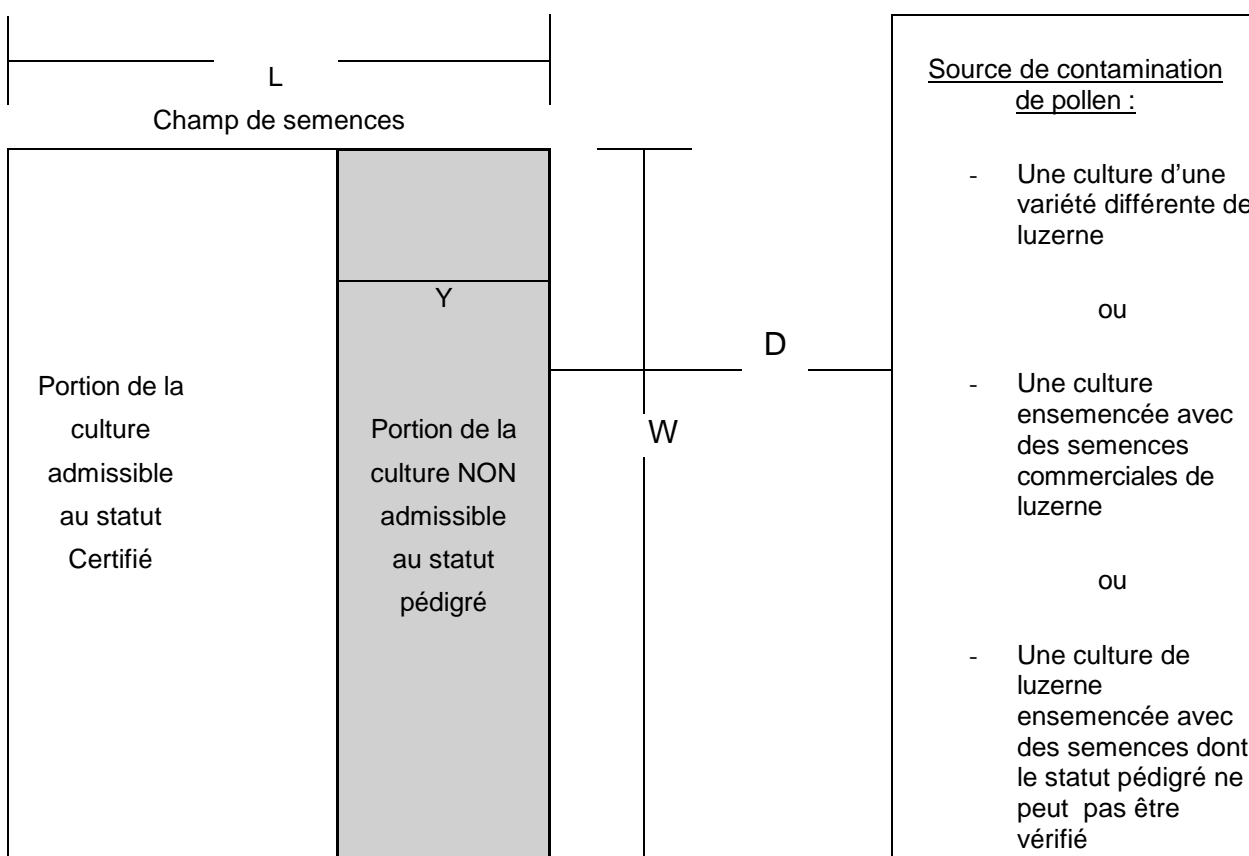 L
Champ de semences
Y
Portion de la
culture
admissible
au statut
Certifié
Portion de la
culture NON
admissible
au statut
pédigré
W
D
Source de contamination
de pollen :
- Une culture d’une
variété différente de
luzerne
ou
- Une culture
ensemencée avec
des semences
commerciales de
luzerne
ou
- Une culture de
luzerne
ensemencée avec
des semences dont
le statut pédigré ne
peut pas être
vérifié